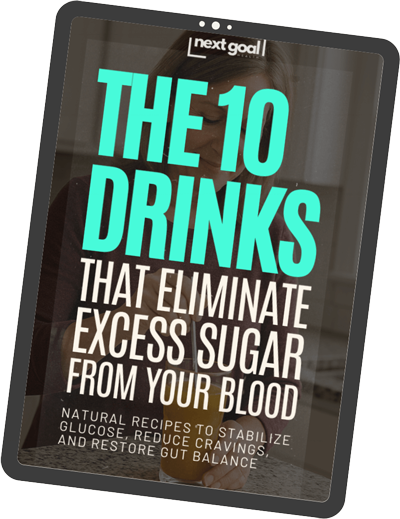 next goal
THE 10
DRINKS
THAT ELIMINATE
EXCESS SUGAR
FROM YOUR BLOOD
NATURAL RECIPES TO STABILIZE
GLUCOSE, REDUCE CRAVINGS,
AND RESTORE GUT BALANCE